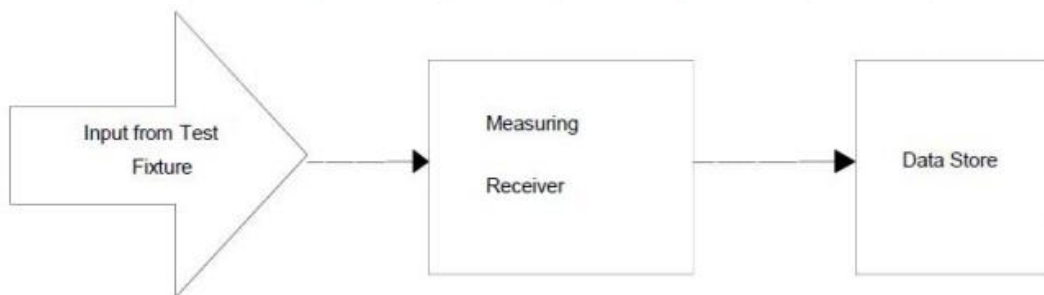 Input from Test
Fixture
Measuring
Receiver
Data Store